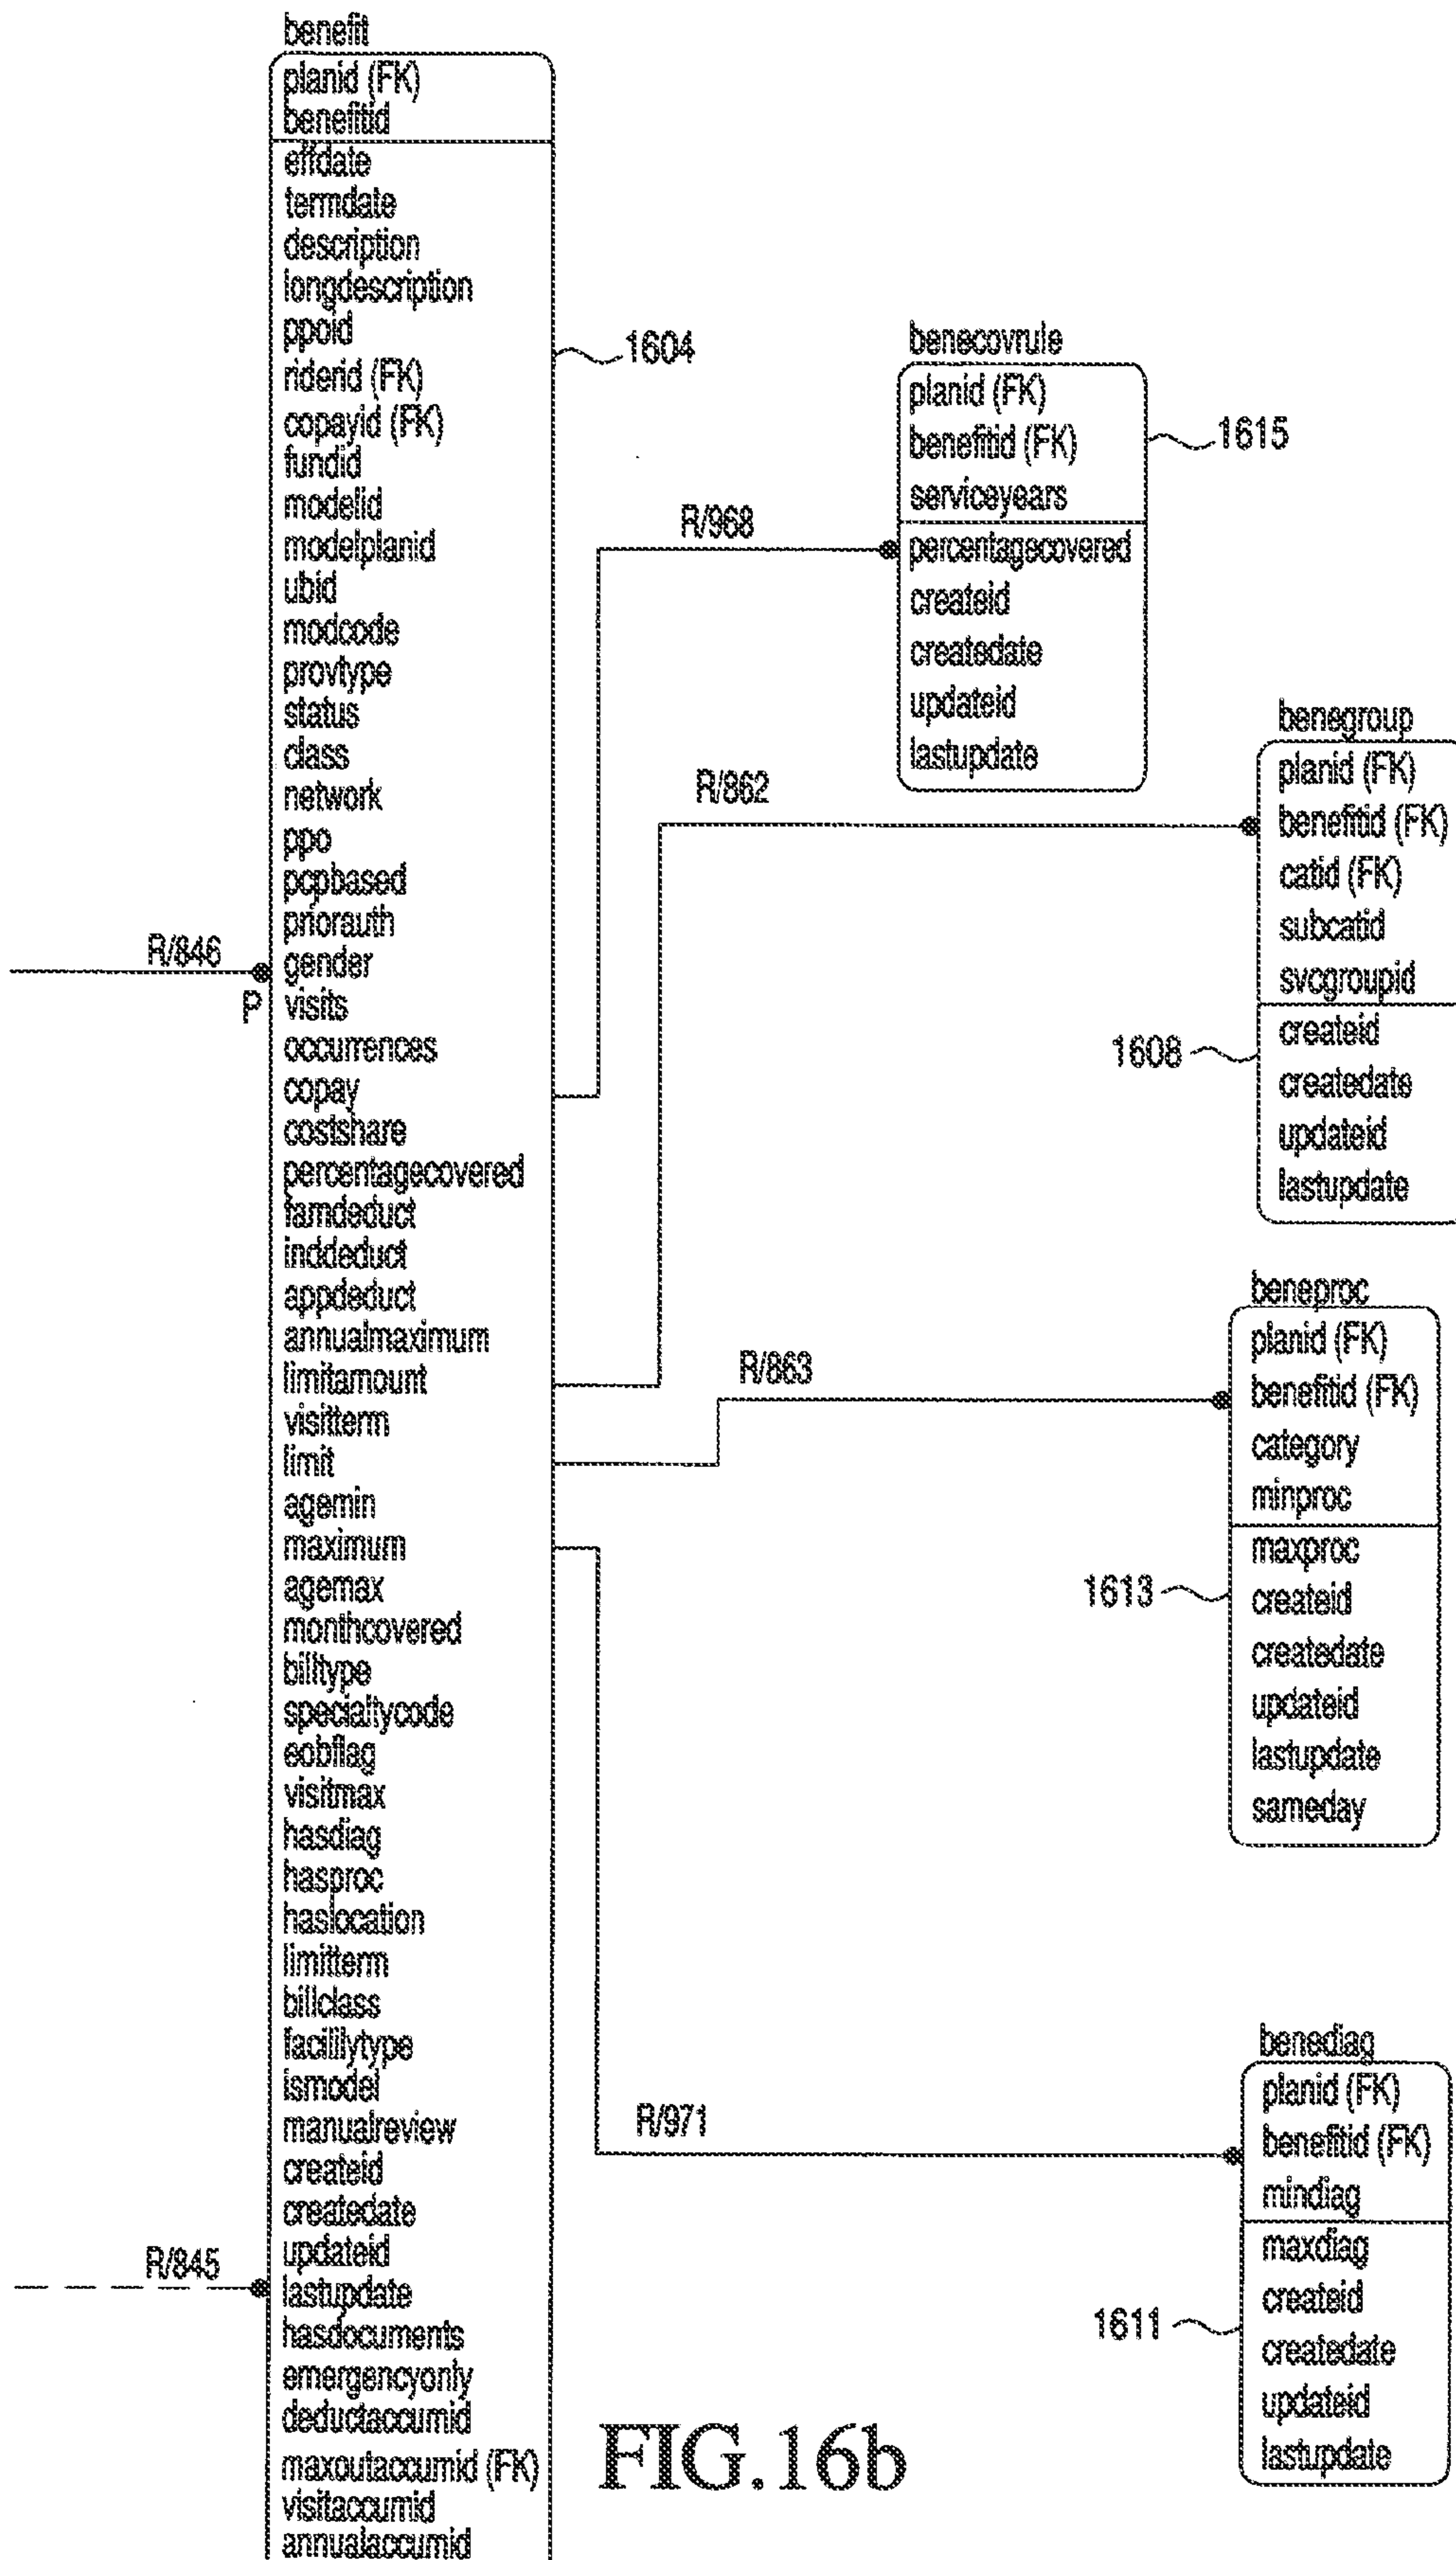 benefit
planid (FK)
benefitid
effdate
termdate
description
longdescription
ppoid
riderid (FK)
copayid (FK)
fundid
modelid
modelplanid
ubid
modcode
provtype
status
class
network
ppo
pcpbased
priorauth
gender
visits
occurrences
copay
costshare
percentagecovered
famdeduct
inddeduct
appdeduct
annualmaximum
limitamount
visitterm
limit
agemin
maximum
agemax
monthcovered
billtype
specialtycode
eobflag
visitmax
hasdiag
hasproc
haslocation
limitterm
billclass
facililytype
ismodel
manualreview
createid
createdate
updateid
lastupdate
hasdocuments
emergencyonly
deductaccumid
maxoutaccumid (FK)
visitaccumid
annualaccumid
1604
R/846
P
R/845
R/968
benecovrule
planid (FK)
benefitid (FK)
serviceyears
percentagecovered
createid
createdate
updateid
lastupdate
1615
R/862
benegroup
planid (FK)
benefitid (FK)
catid (FK)
subcatid
svcgroupid
createid
createdate
updateid
lastupdate
1608
R/863
beneproc
planid (FK)
benefitid (FK)
category
minproc
maxproc
createid
createdate
updateid
lastupdate
sameday
1613
R/971
benediag
planid (FK)
benefitid (FK)
mindiag
maxdiag
createid
createdate
updateid
lastupdate
1611
FIG.16b